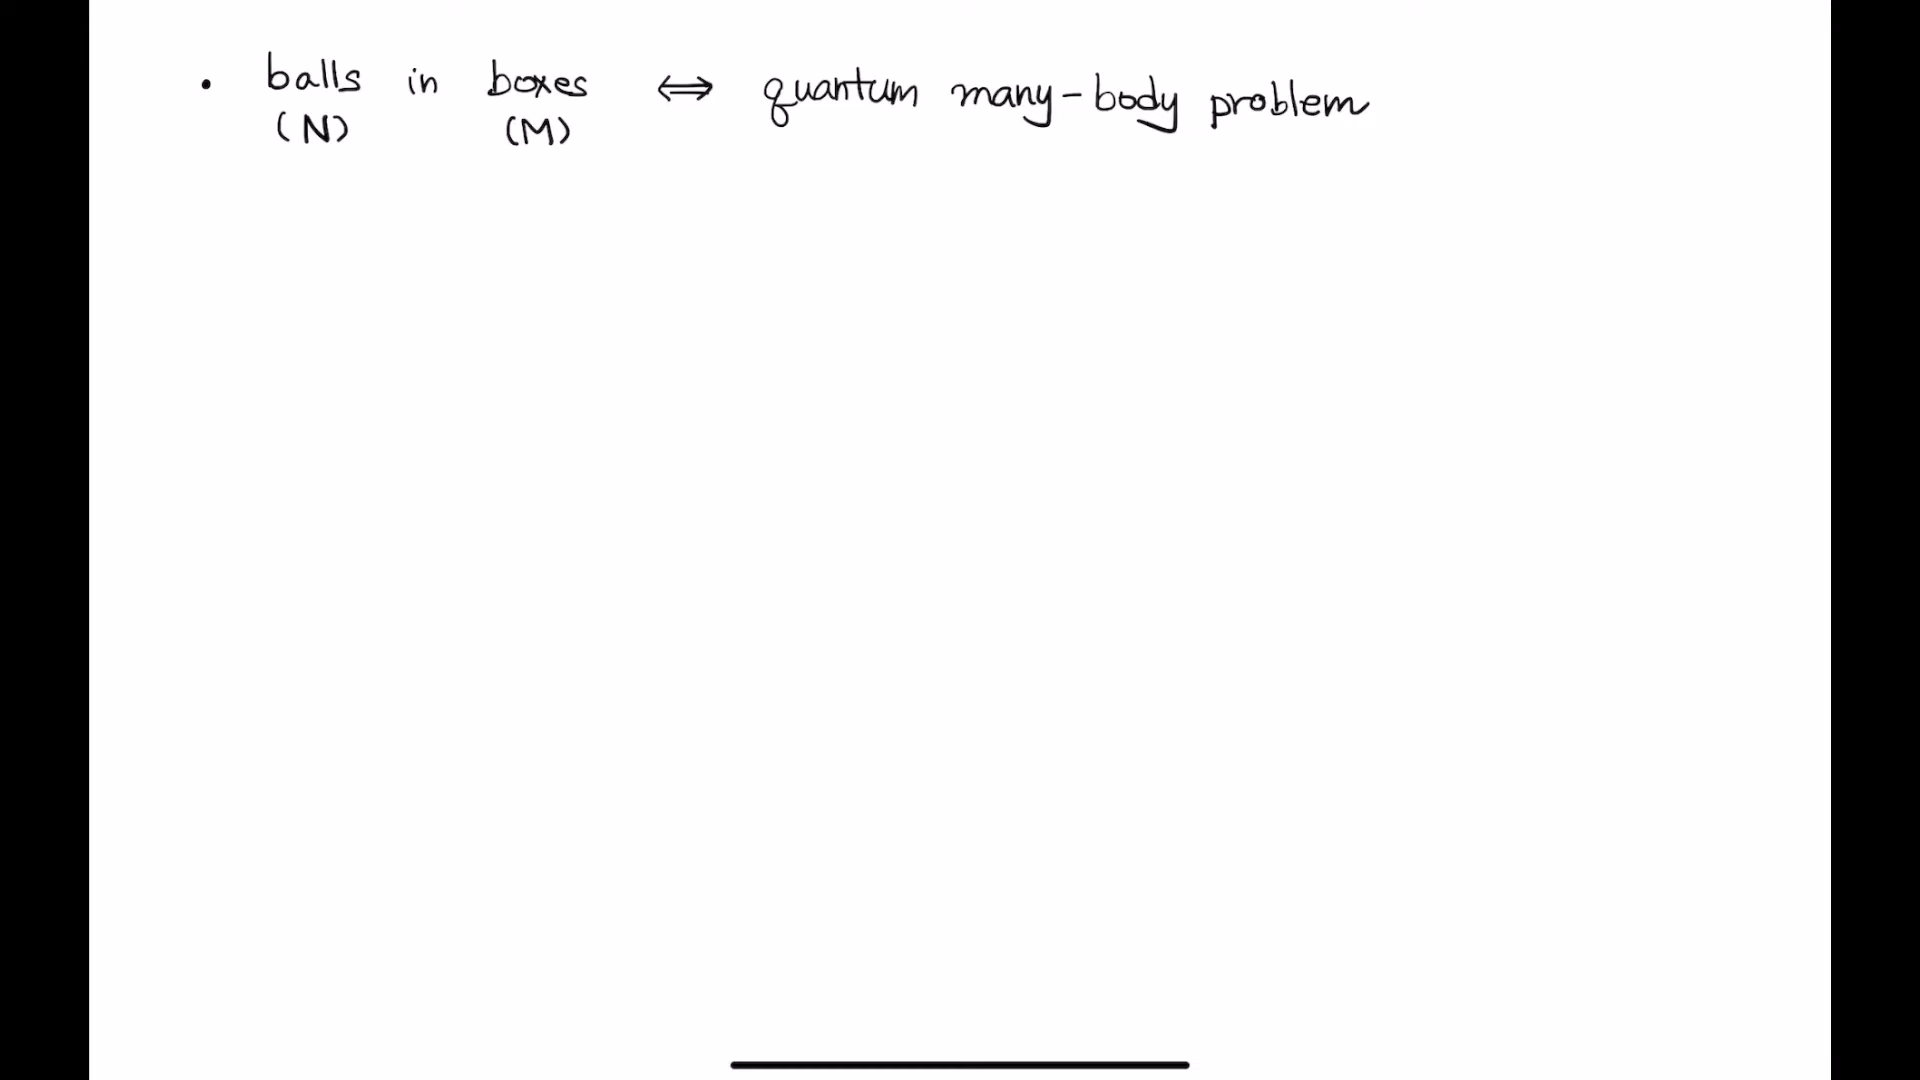 • balls in boxes ⟺ quantum many-body problem
(N) (M)